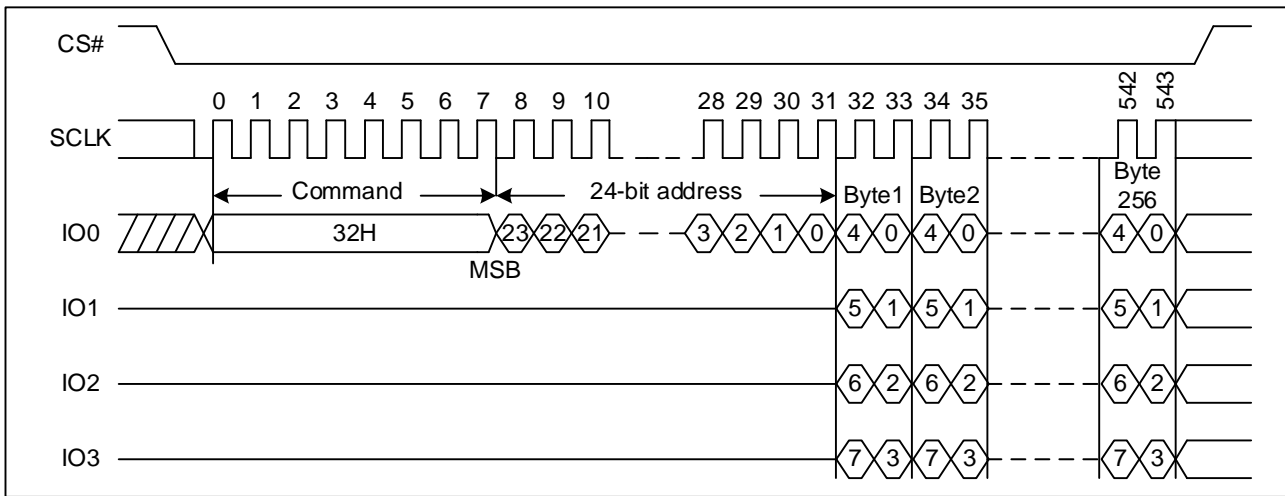 CS#
0 1 2 3 4 5 6 7 8 9 10 28 29 30 31 32 33 34 35 542 543
SCLK
Command 24-bit address Byte1 Byte2 Byte
256
IO0 32H 23 22 21 3 2 1 0 4 0 4 0 4 0
MSB
IO1 5 1 5 1 5 1
IO2 6 2 6 2 6 2
IO3 7 3 7 3 7 3